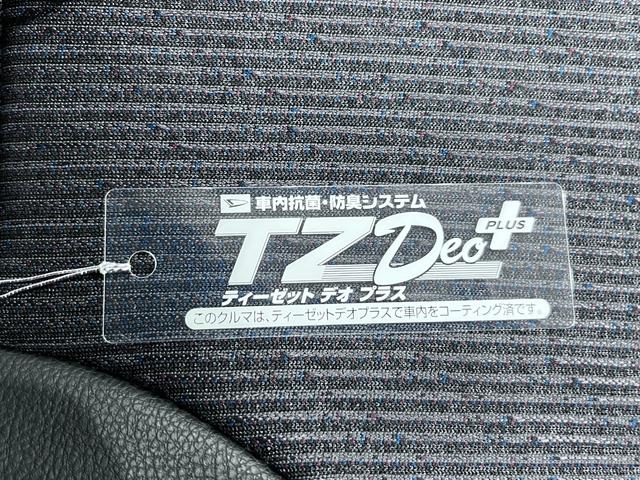 車内抗菌・防臭システム
TZ Deo PLUS
ティーゼット デオ プラス
このクルマは、ティーゼットデオプラスで車内をコーティング済です。